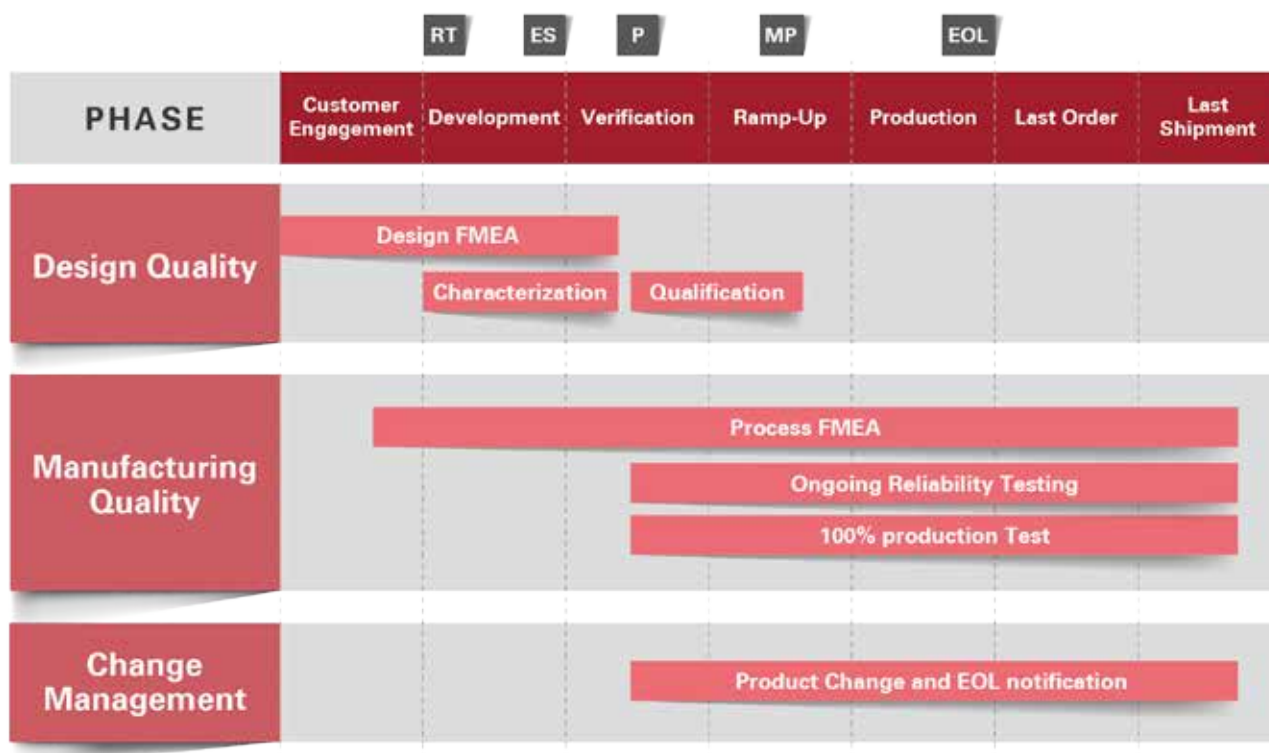 RT ES P MP EOL
PHASE
Customer
Engagement
Development
Verification
Ramp-Up
Production
Last Order
Last
Shipment
Design Quality
Design FMEA
Characterization
Qualification
Manufacturing
Quality
Process FMEA
Ongoing Reliability Testing
100% production Test
Change
Management
Product Change and EOL notification